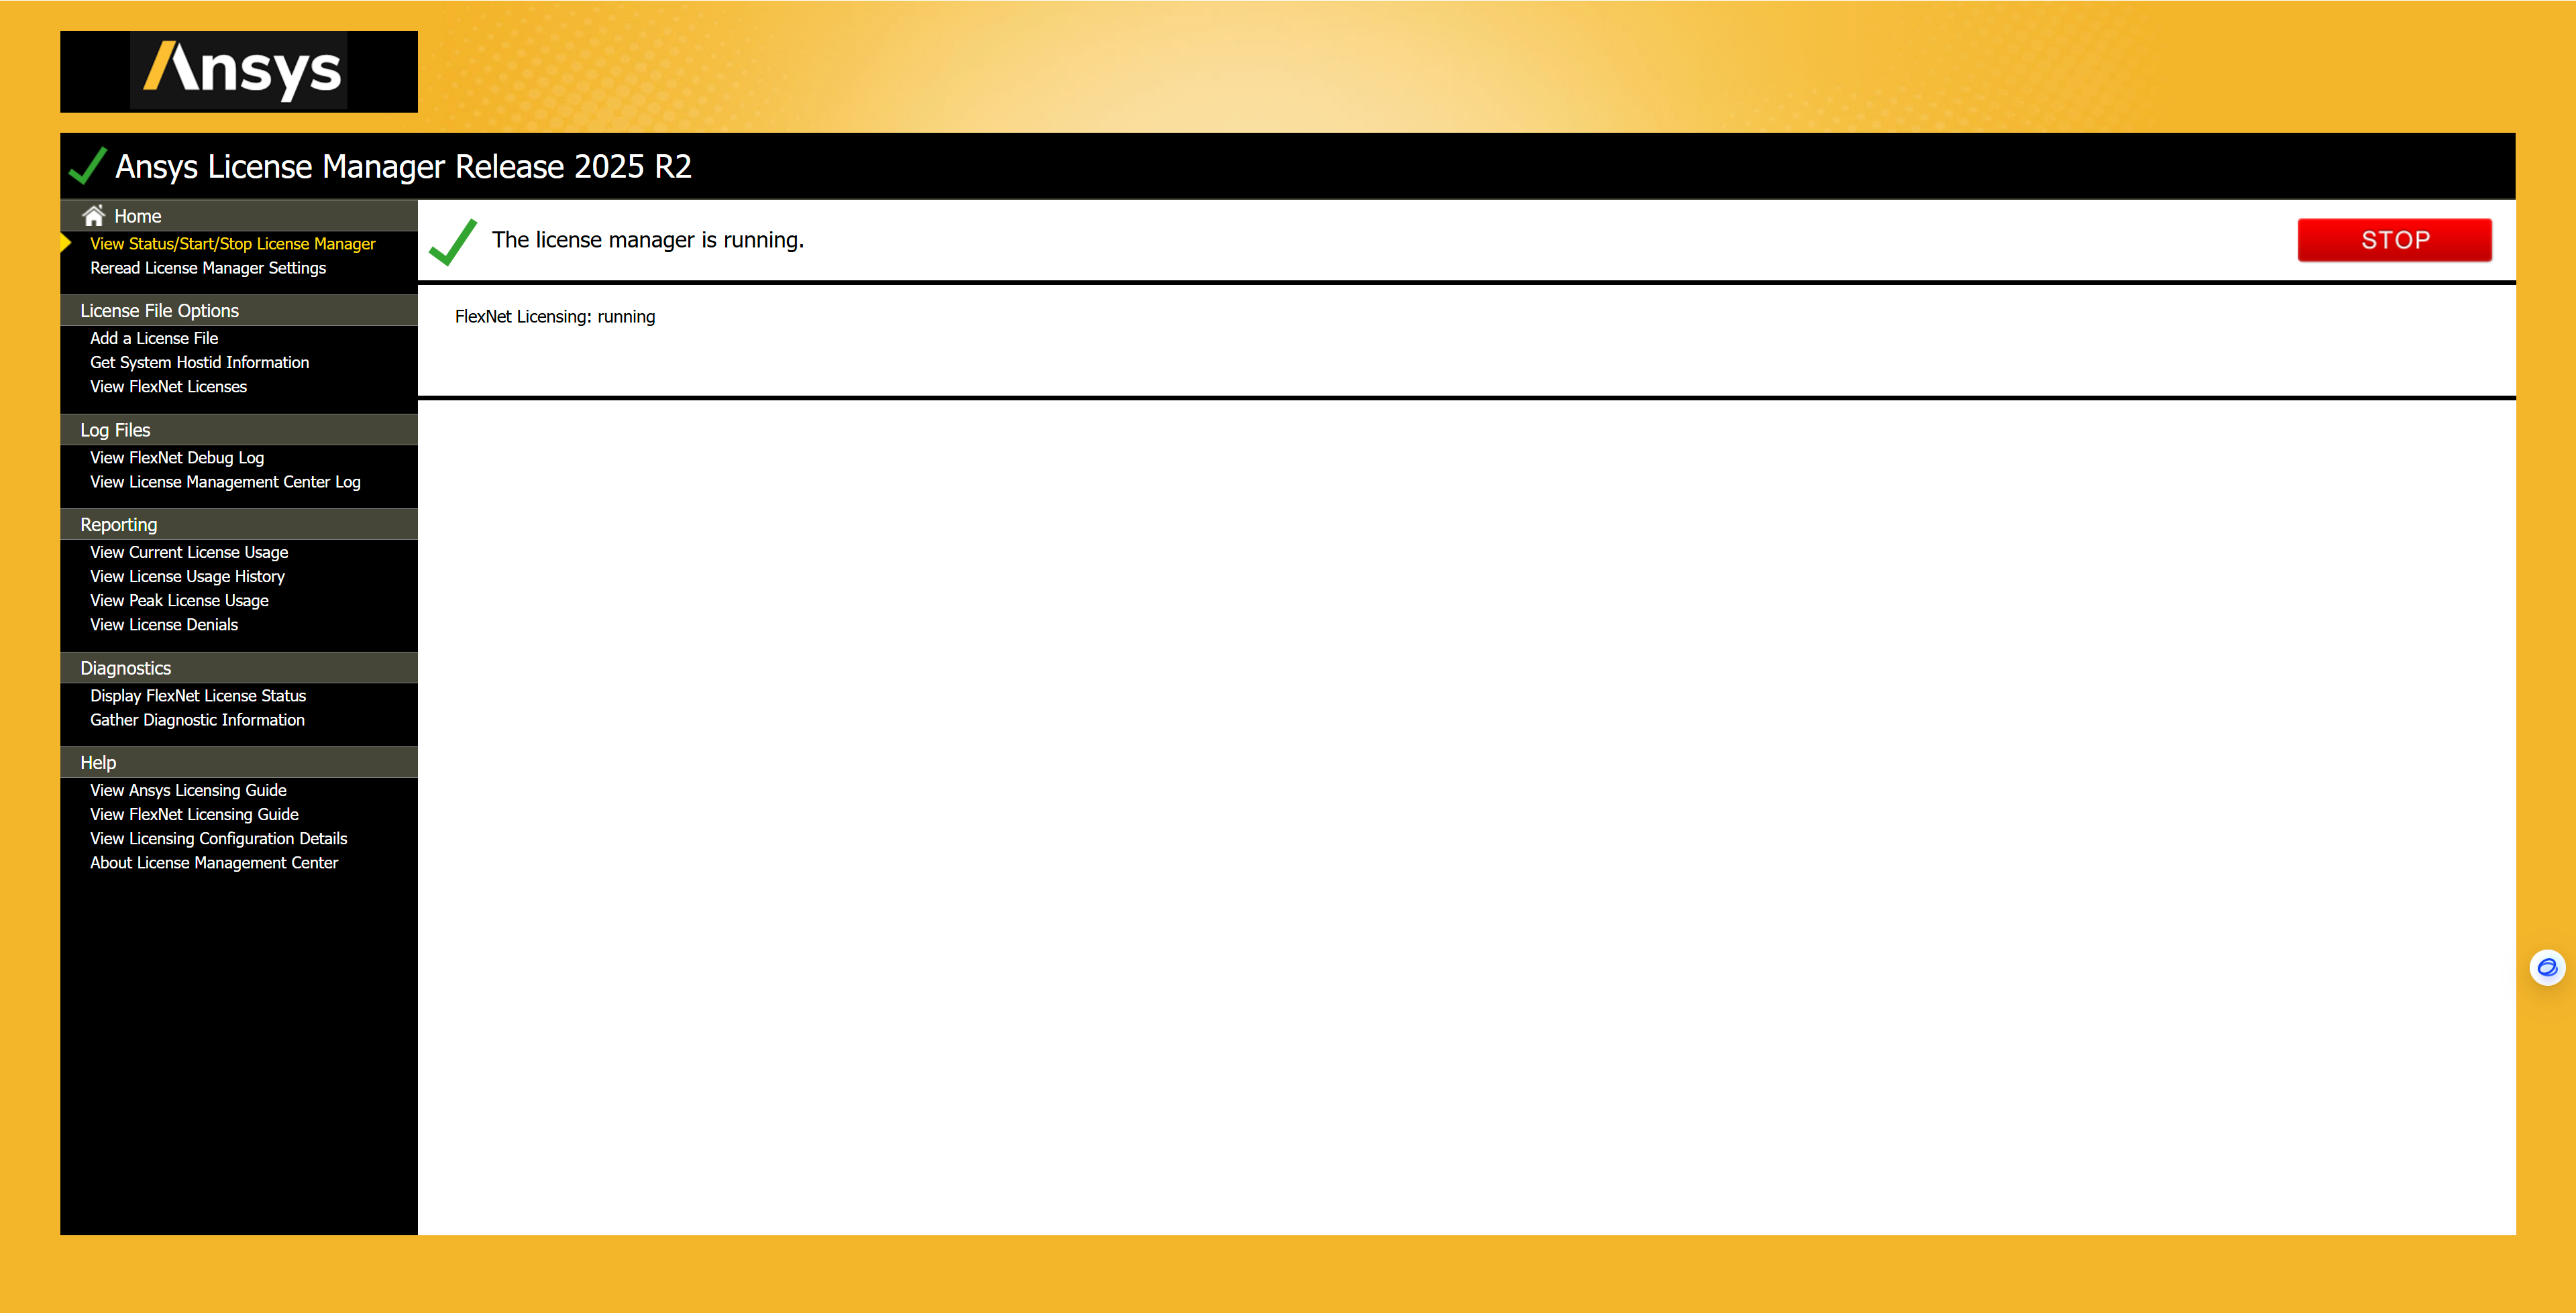 Ansys
Ansys License Manager Release 2025 R2
Home
View Status/Start/Stop License Manager
Reread License Manager Settings
License File Options
Add a License File
Get System Hostid Information
View FlexNet Licenses
Log Files
View FlexNet Debug Log
View License Management Center Log
Reporting
View Current License Usage
View License Usage History
View Peak License Usage
View License Denials
Diagnostics
Display FlexNet License Status
Gather Diagnostic Information
Help
View Ansys Licensing Guide
View FlexNet Licensing Guide
View Licensing Configuration Details
About License Management Center
The license manager is running.
STOP
FlexNet Licensing: running